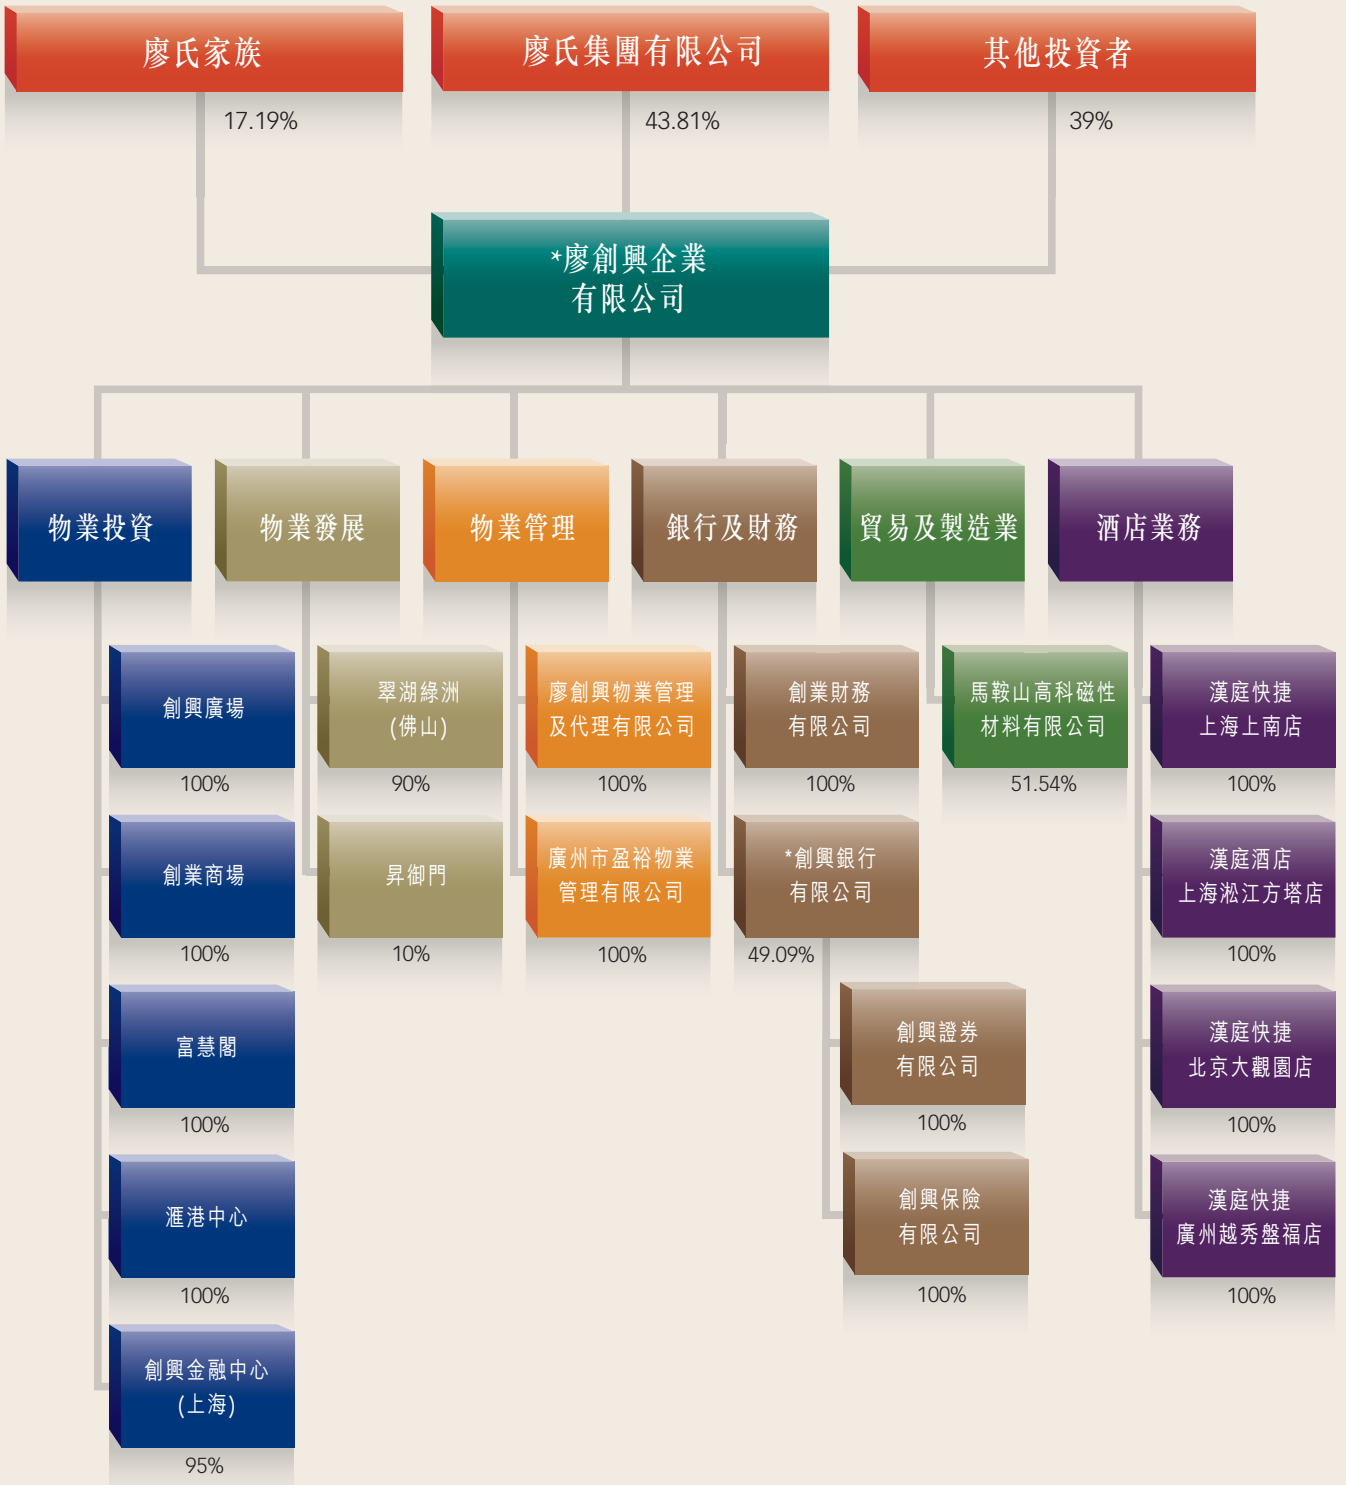 廖氏家族
廖氏集團有限公司
其他投資者
17.19%
43.81%
39%
*廖創興企業
有限公司
物業投資
物業發展
物業管理
銀行及財務
貿易及製造業
酒店業務
創興廣場
100%
創業商場
100%
富慧閣
100%
滙港中心
100%
創興金融中心
(上海)
95%
翠湖綠洲
(佛山)
90%
昇御門
10%
廖創興物業管理
及代理有限公司
100%
廣州市盈裕物業
管理有限公司
100%
創業財務
有限公司
100%
*創興銀行
有限公司
49.09%
創興證券
有限公司
100%
創興保險
有限公司
100%
馬鞍山高科磁性
材料有限公司
51.54%
漢庭快捷
上海上南店
100%
漢庭酒店
上海淞江方塔店
100%
漢庭快捷
北京大觀園店
100%
漢庭快捷
廣州越秀盤福店
100%